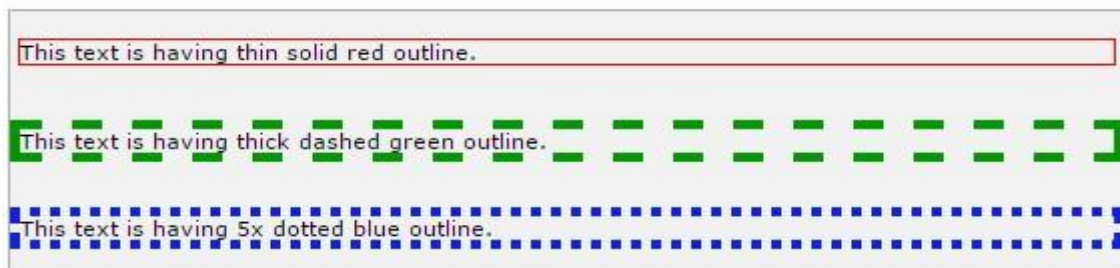 This text is having thin solid red outline.
This text is having thick dashed green outline.
This text is having 5x dotted blue outline.